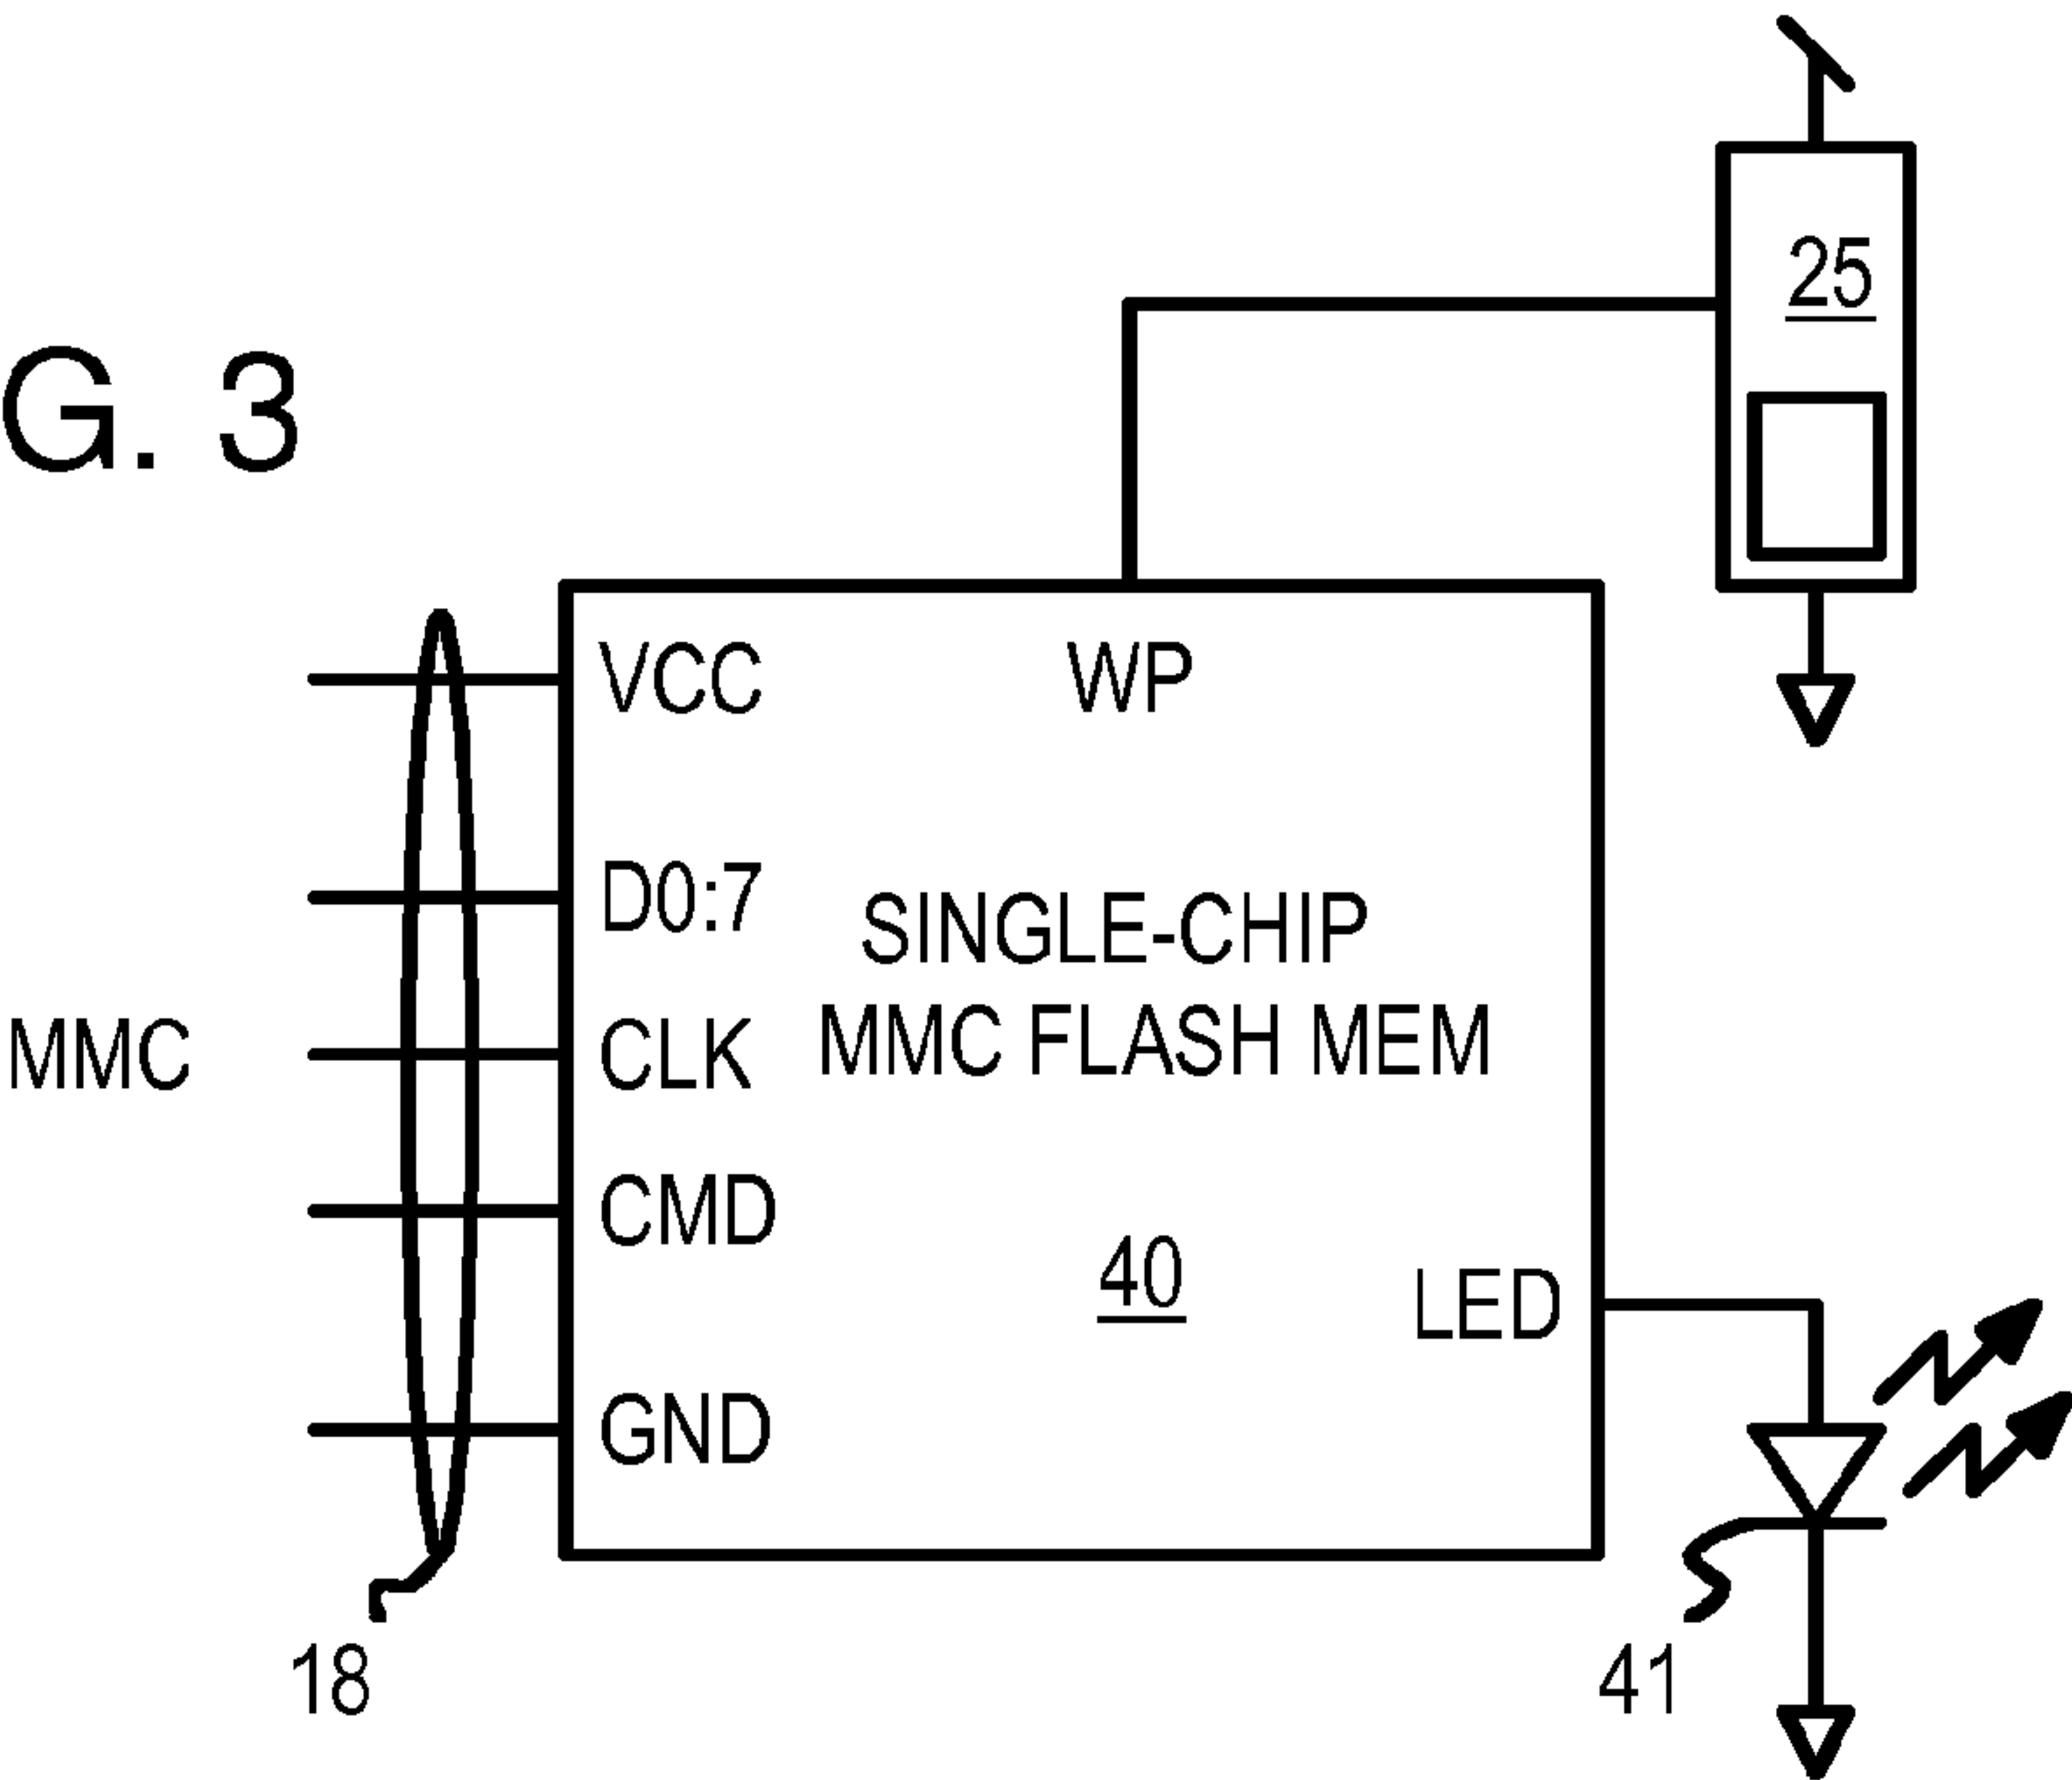 G. 3
25
VCC
WP
D0:7
SINGLE-CHIP
MMC FLASH MEM
MMC
CLK
CMD
40
LED
GND
18
41